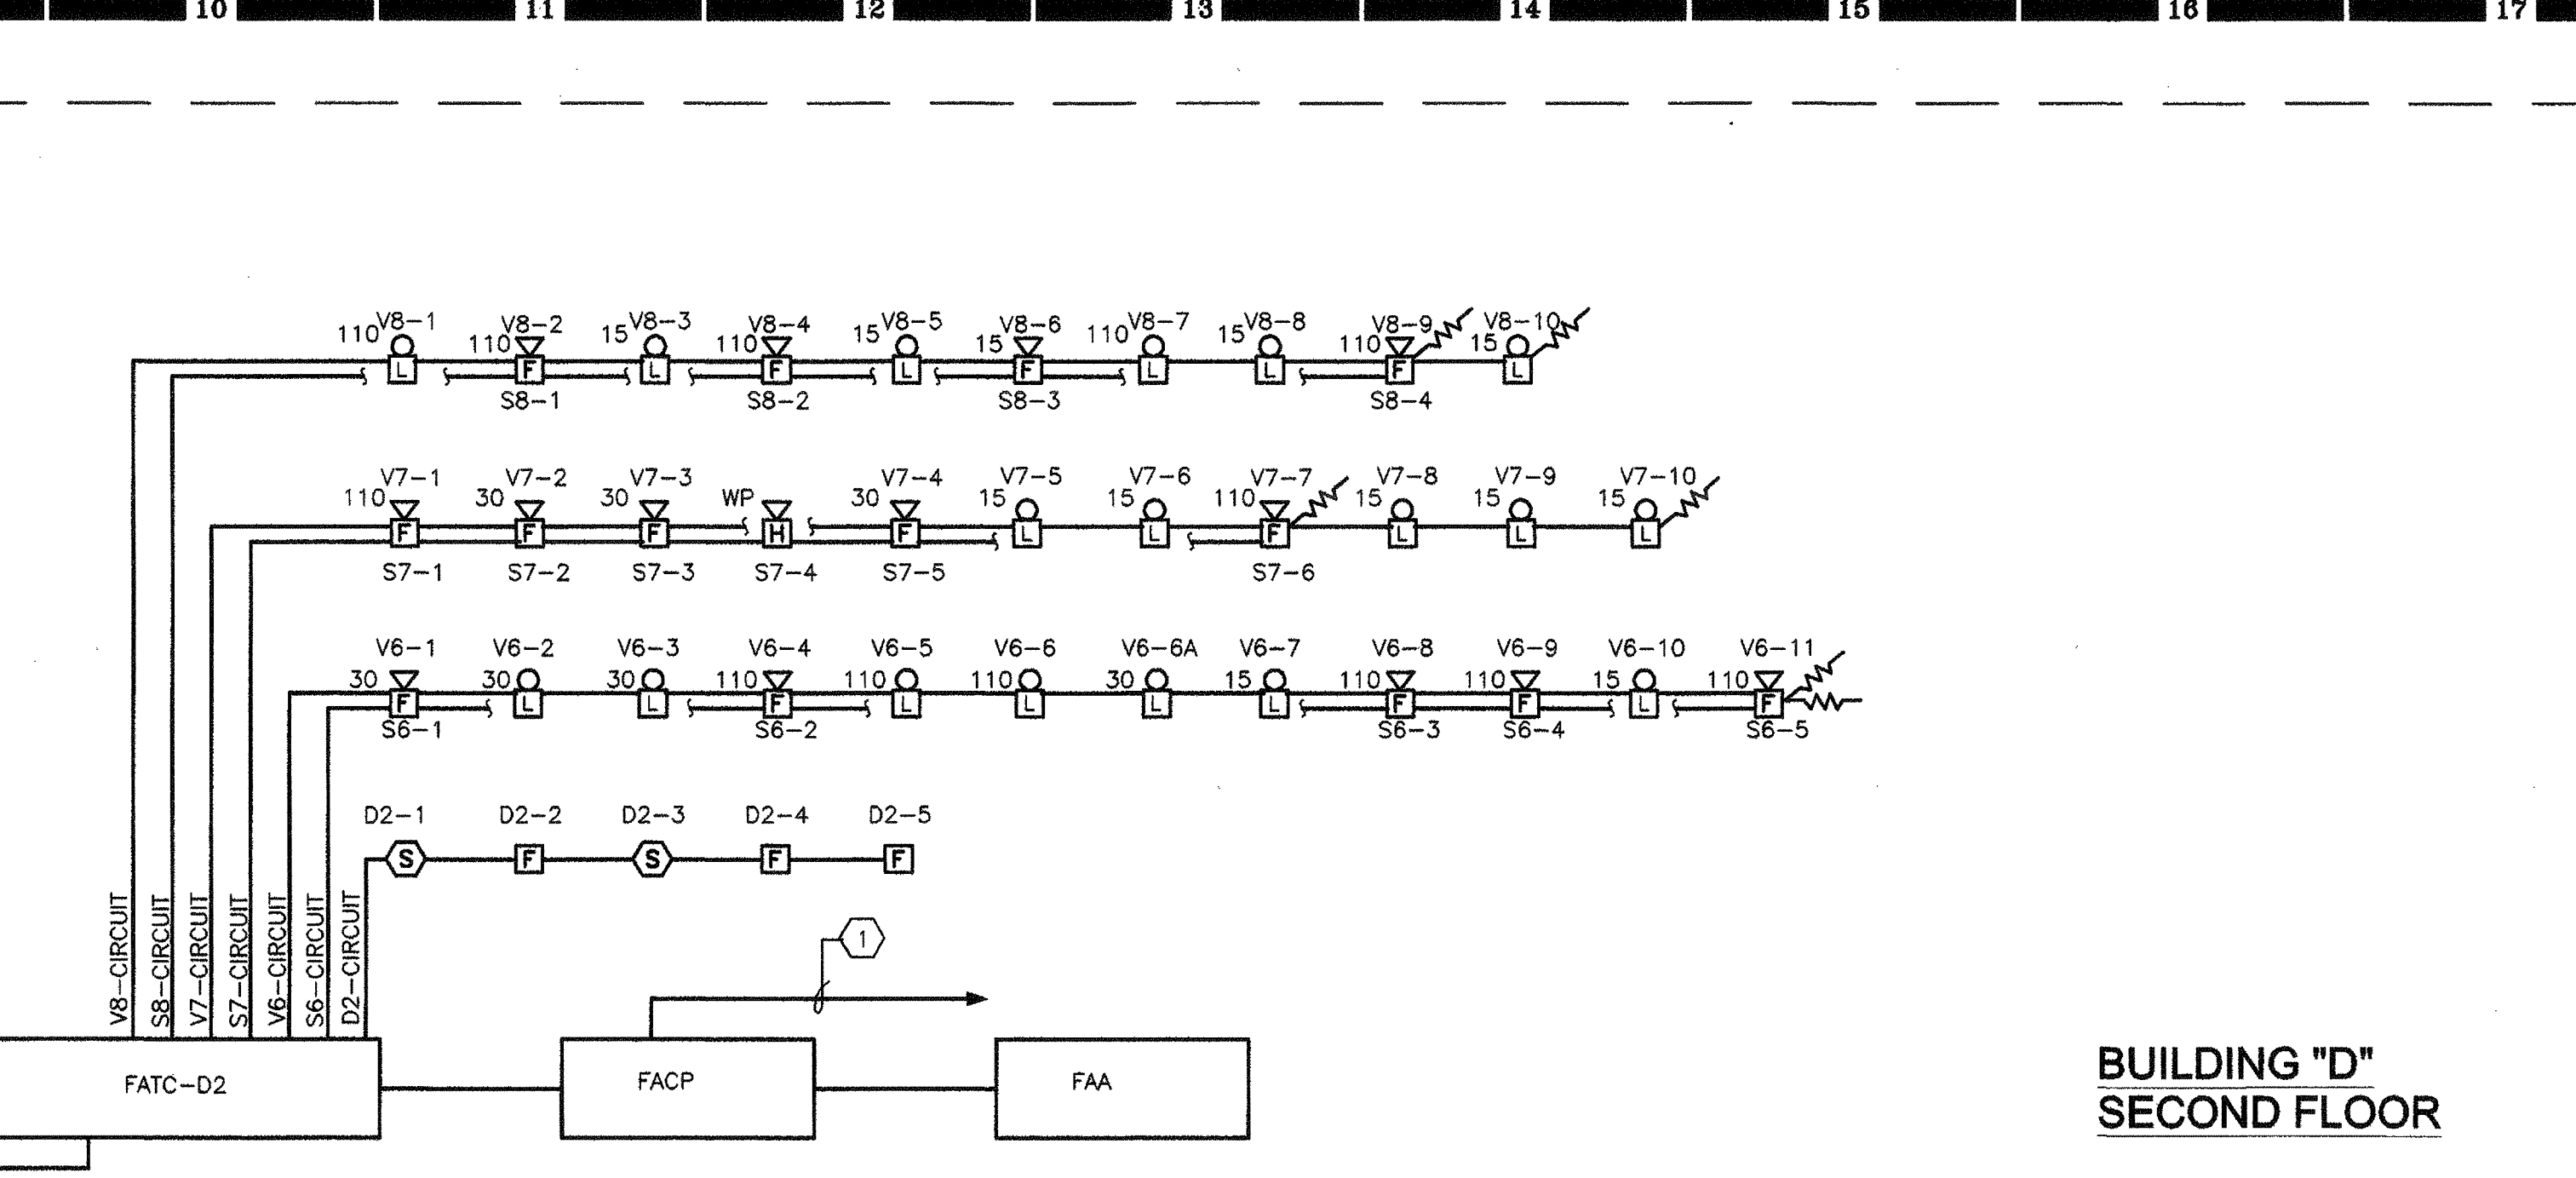 10 11 12 13 14 15 16 17
V8-1 V8-2 V8-3 V8-4 V8-5 V8-6 V8-7 V8-8 V8-9 V8-10
110 110 15 110 15 15 110 15 110 15
L F L F L F L L F L
S8-1 S8-2 S8-3 S8-4
V7-1 V7-2 V7-3 V7-4 V7-5 V7-6 V7-7 V7-8 V7-9 V7-10
110 30 30 WP 30 15 15 110 15 15 15
F F F H F L L F L L L
S7-1 S7-2 S7-3 S7-4 S7-5 S7-6
V6-1 V6-2 V6-3 V6-4 V6-5 V6-6 V6-6A V6-7 V6-8 V6-9 V6-10 V6-11
30 30 30 110 110 110 30 15 110 110 15 110
F L L F L L L L F F L F
S6-1 S6-2 S6-3 S6-4 S6-5
D2-1 D2-2 D2-3 D2-4 D2-5
S F S F F
V8-CIRCUIT
S8-CIRCUIT
V7-CIRCUIT
S7-CIRCUIT
V6-CIRCUIT
S6-CIRCUIT
D2-CIRCUIT
1
FATC-D2
FACP
FAA
BUILDING "D"
SECOND FLOOR